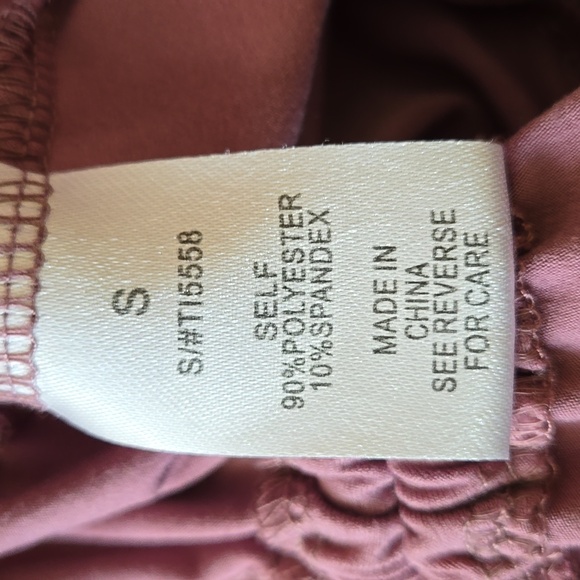 S
S/#TI5558
SELF
90%POLYESTER
10%SPANDEX
MADE IN
CHINA
SEE REVERSE
FOR CARE